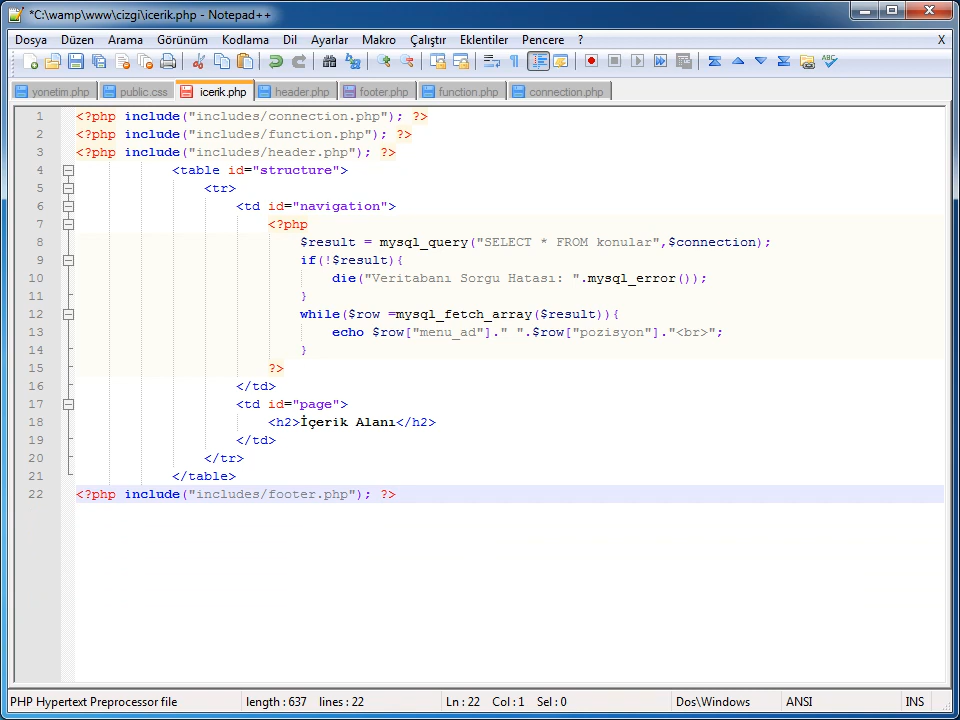 *C:\wamp\www\cizgi\icerik.php - Notepad++
Dosya Düzen Arama Görünüm Kodlama Dil Ayarlar Makro Çalıştır Eklentiler Pencere ? X
yonetim.php public.css icerik.php header.php footer.php function.php connection.php
1 <?php include("includes/connection.php"); ?>
2 <?php include("includes/function.php"); ?>
3 <?php include("includes/header.php"); ?>
4 <table id="structure">
5 <tr>
6 <td id="navigation">
7 <?php
8 $result = mysql_query("SELECT * FROM konular",$connection);
9 if(!$result){
10 die("Veritabanı Sorgu Hatası: ".mysql_error());
11 }
12 while($row =mysql_fetch_array($result)){
13 echo $row["menu_ad"]." ".$row["pozisyon"]."<br>";
14 }
15 ?>
16 </td>
17 <td id="page">
18 <h2>İçerik Alanı</h2>
19 </td>
20 </tr>
21 </table>
22 <?php include("includes/footer.php"); ?>
PHP Hypertext Preprocessor file length : 637 lines : 22 Ln : 22 Col : 1 Sel : 0 Dos\Windows ANSI INS